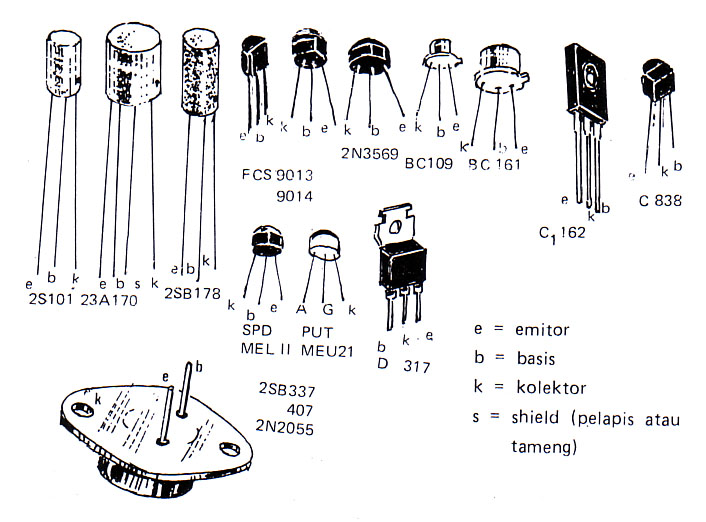 e b k
2S101
e b s k
23A170
e b k
2SB178
e b k
k b e
FCS 9013
9014
k b e
2N3569
k b e
BC109
k b e
BC 161
e k b
C1 162
e k b
C 838
k b e
SPD
MEL II
A G k
PUT
MEU21
b k e
D 317
k e b
2SB337
407
2N2055
e = emitor
b = basis
k = kolektor
s = shield (pelapis atau
tameng)